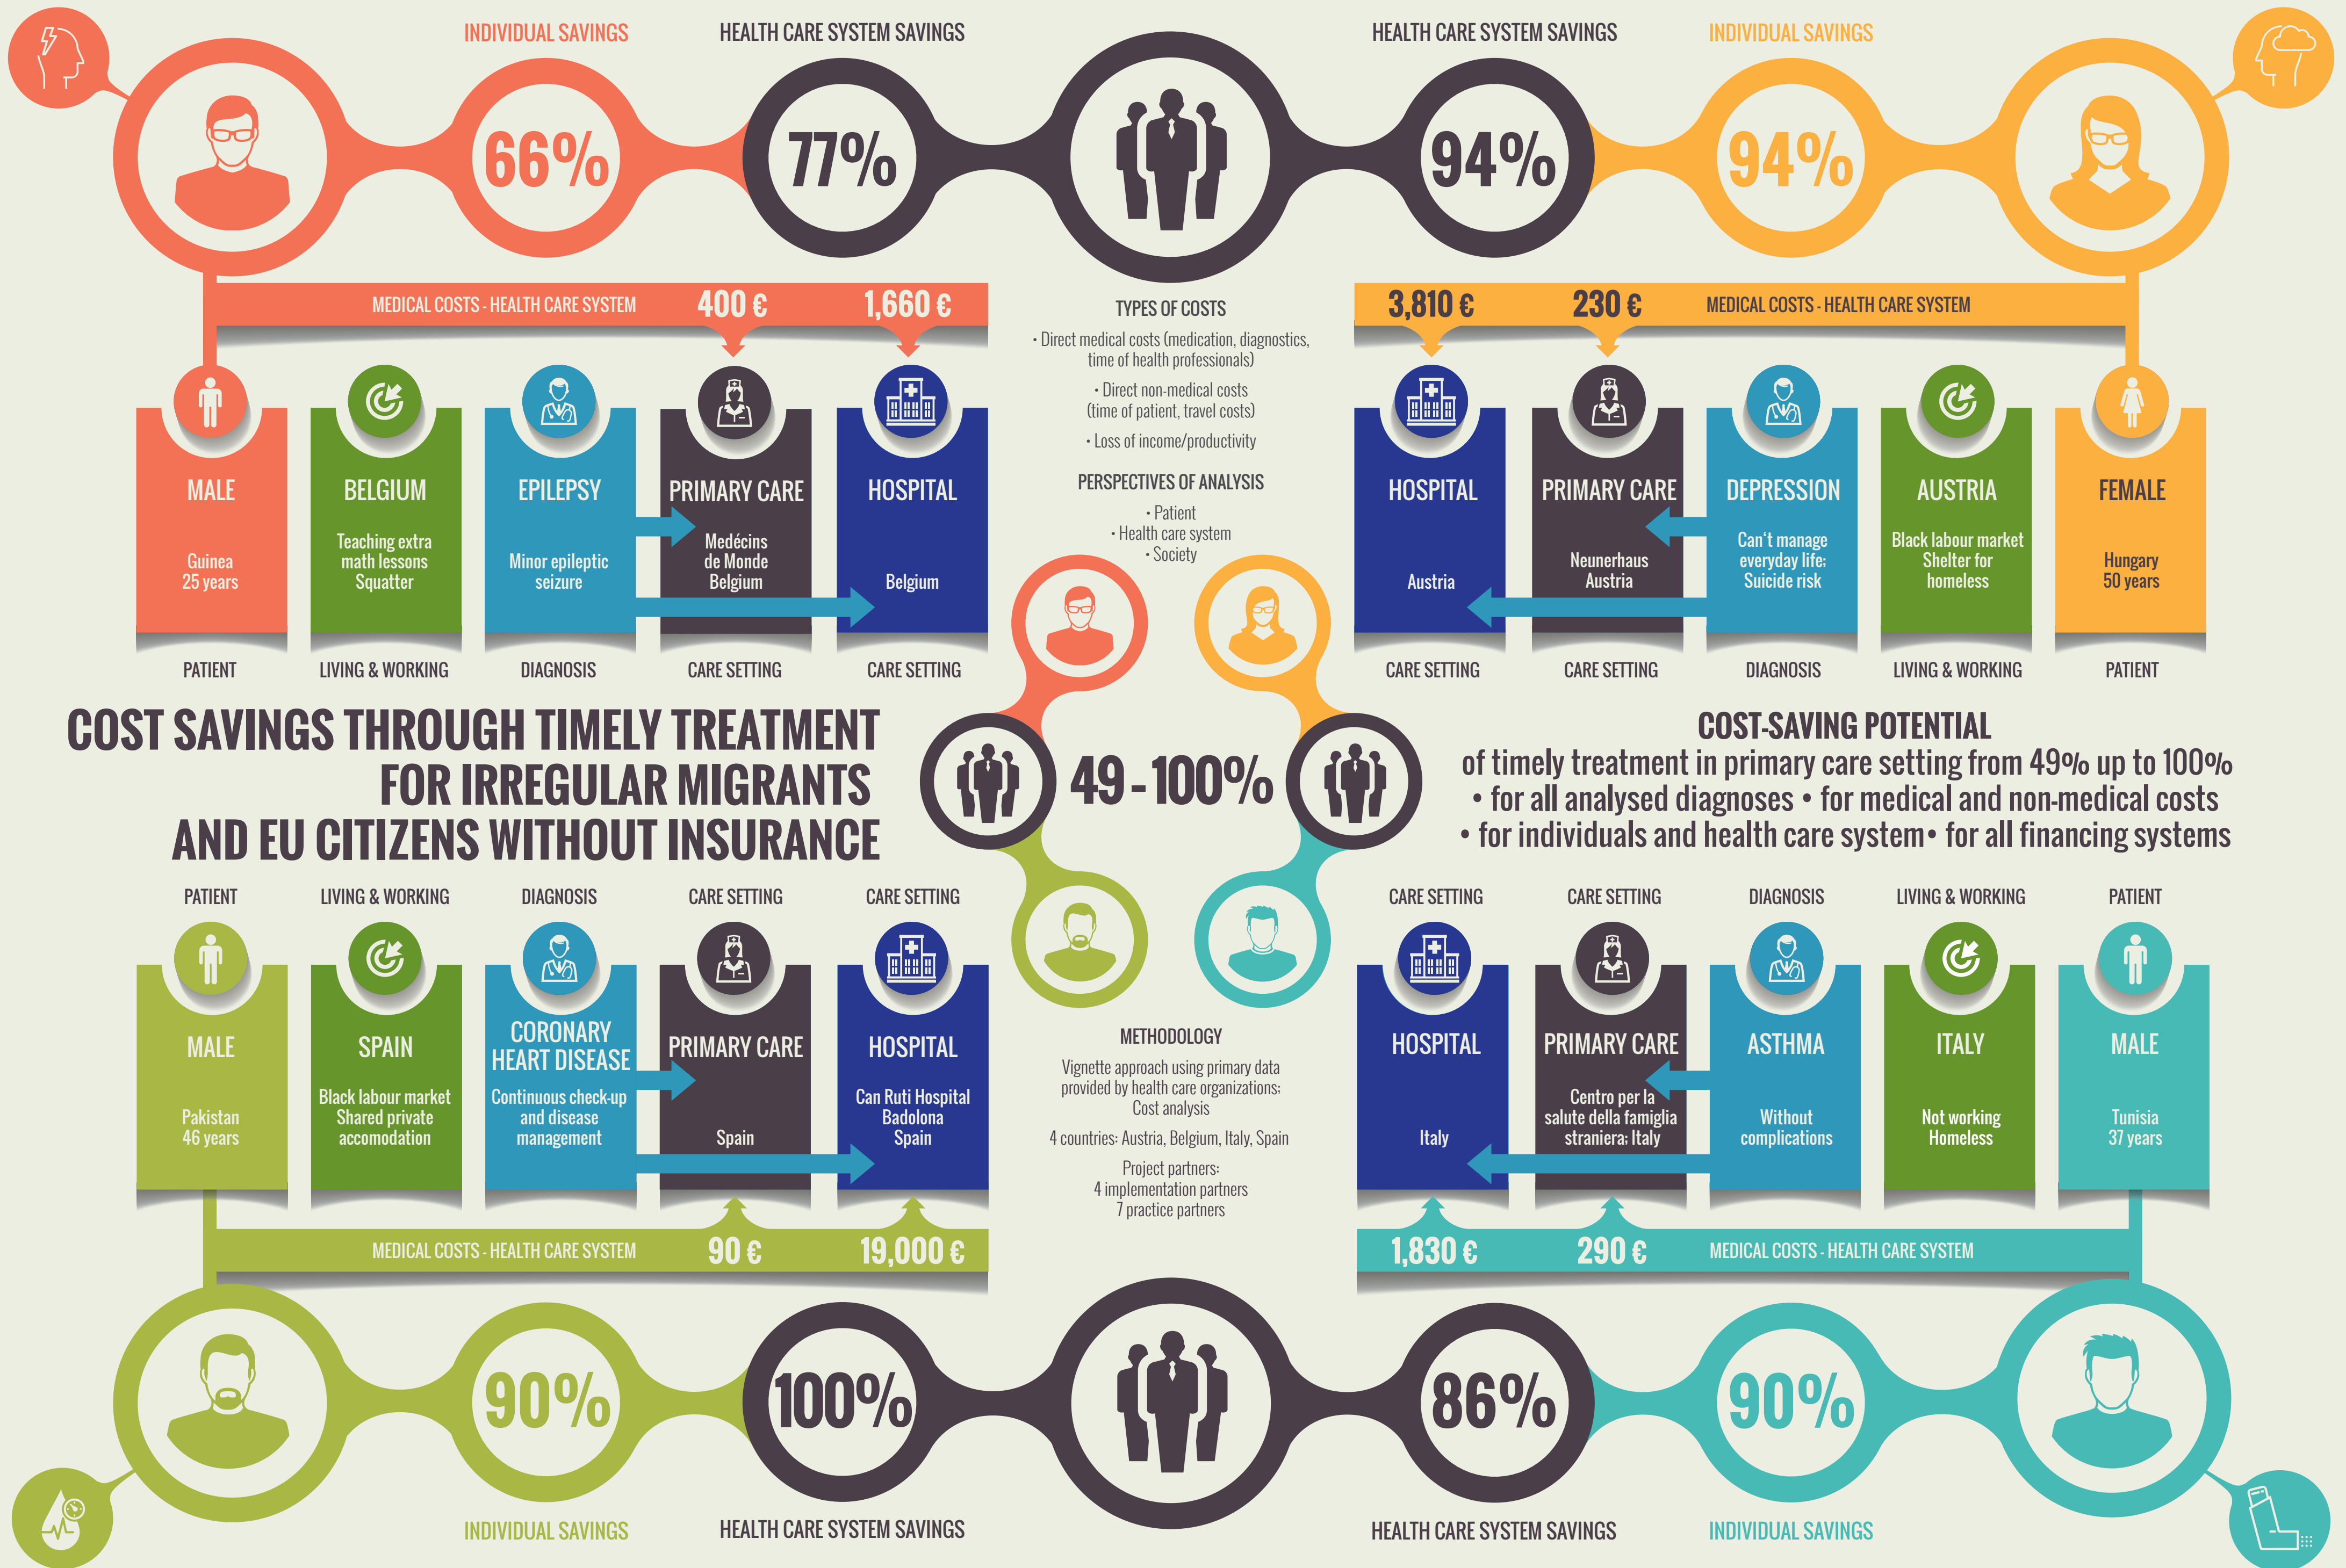 INDIVIDUAL SAVINGS
HEALTH CARE SYSTEM SAVINGS
HEALTH CARE SYSTEM SAVINGS
INDIVIDUAL SAVINGS
66%
77%
94%
94%
MEDICAL COSTS - HEALTH CARE SYSTEM
400 €
1,660 €
MALE
Guinea
25 years
PATIENT
BELGIUM
Teaching extra
math lessons
Squatter
LIVING & WORKING
EPILEPSY
Minor epileptic
seizure
DIAGNOSIS
PRIMARY CARE
Medécins
de Monde
Belgium
CARE SETTING
HOSPITAL
Belgium
CARE SETTING
TYPES OF COSTS
• Direct medical costs (medication, diagnostics,
time of health professionals)
• Direct non-medical costs
(time of patient, travel costs)
• Loss of income/productivity
PERSPECTIVES OF ANALYSIS
• Patient
• Health care system
• Society
3,810 €
230 €
MEDICAL COSTS - HEALTH CARE SYSTEM
HOSPITAL
Austria
CARE SETTING
PRIMARY CARE
Neunerhaus
Austria
CARE SETTING
DEPRESSION
Can't manage
everyday life;
Suicide risk
DIAGNOSIS
AUSTRIA
Black labour market
Shelter for
homeless
LIVING & WORKING
FEMALE
Hungary
50 years
PATIENT
COST SAVINGS THROUGH TIMELY TREATMENT
FOR IRREGULAR MIGRANTS
AND EU CITIZENS WITHOUT INSURANCE
49 - 100%
COST-SAVING POTENTIAL
of timely treatment in primary care setting from 49% up to 100%
• for all analysed diagnoses • for medical and non-medical costs
• for individuals and health care system• for all financing systems
PATIENT
MALE
Pakistan
46 years
LIVING & WORKING
SPAIN
Black labour market
Shared private
accomodation
DIAGNOSIS
CORONARY
HEART DISEASE
Continuous check-up
and disease
management
CARE SETTING
PRIMARY CARE
Spain
CARE SETTING
HOSPITAL
Can Ruti Hospital
Badolona
Spain
MEDICAL COSTS - HEALTH CARE SYSTEM
90 €
19,000 €
METHODOLOGY
Vignette approach using primary data
provided by health care organizations;
Cost analysis
4 countries: Austria, Belgium, Italy, Spain
Project partners:
4 implementation partners
7 practice partners
CARE SETTING
HOSPITAL
Italy
CARE SETTING
PRIMARY CARE
Centro per la
salute della famiglia
straniera; Italy
DIAGNOSIS
ASTHMA
Without
complications
LIVING & WORKING
ITALY
Not working
Homeless
PATIENT
MALE
Tunisia
37 years
1,830 €
290 €
MEDICAL COSTS - HEALTH CARE SYSTEM
90%
100%
86%
90%
INDIVIDUAL SAVINGS
HEALTH CARE SYSTEM SAVINGS
HEALTH CARE SYSTEM SAVINGS
INDIVIDUAL SAVINGS